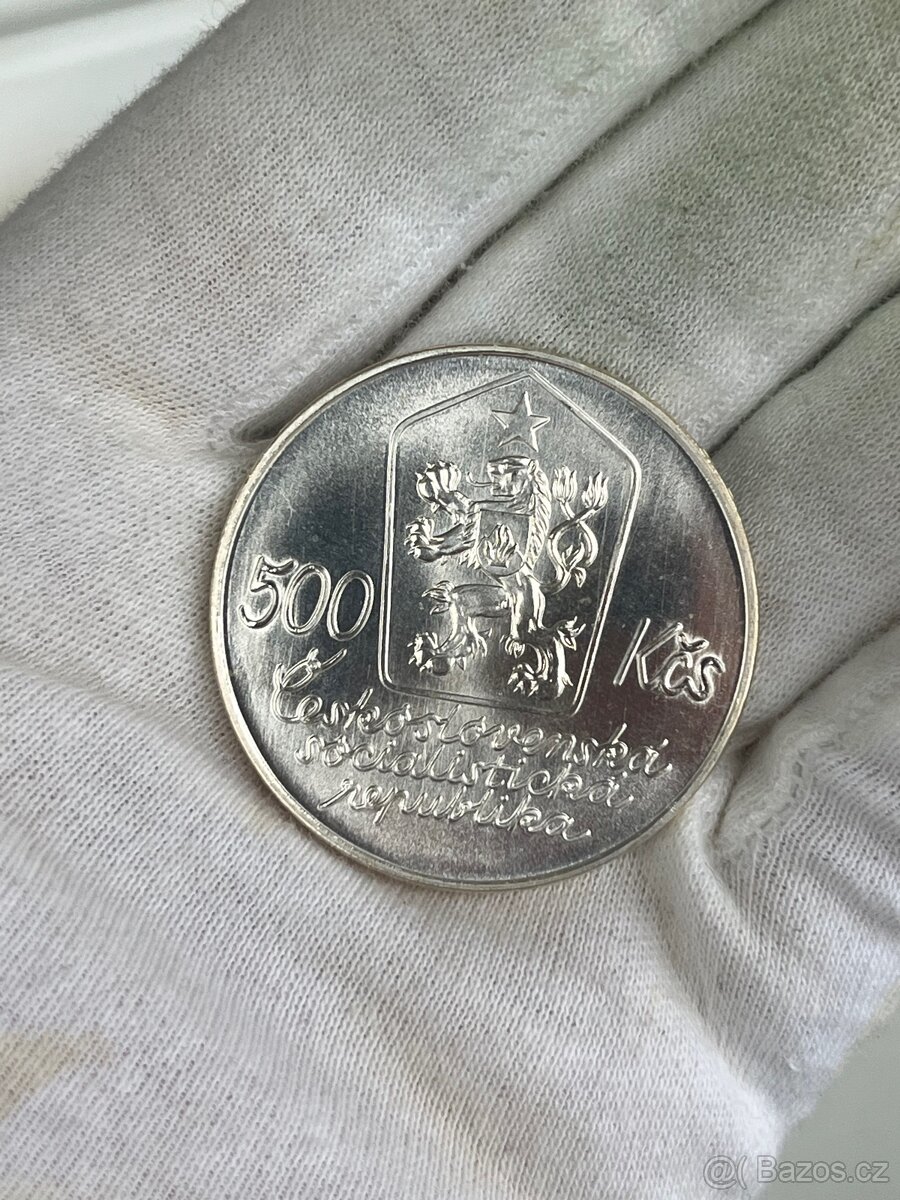 500
Kčs
Československá
socialistická
republika
@( Bazos.cz